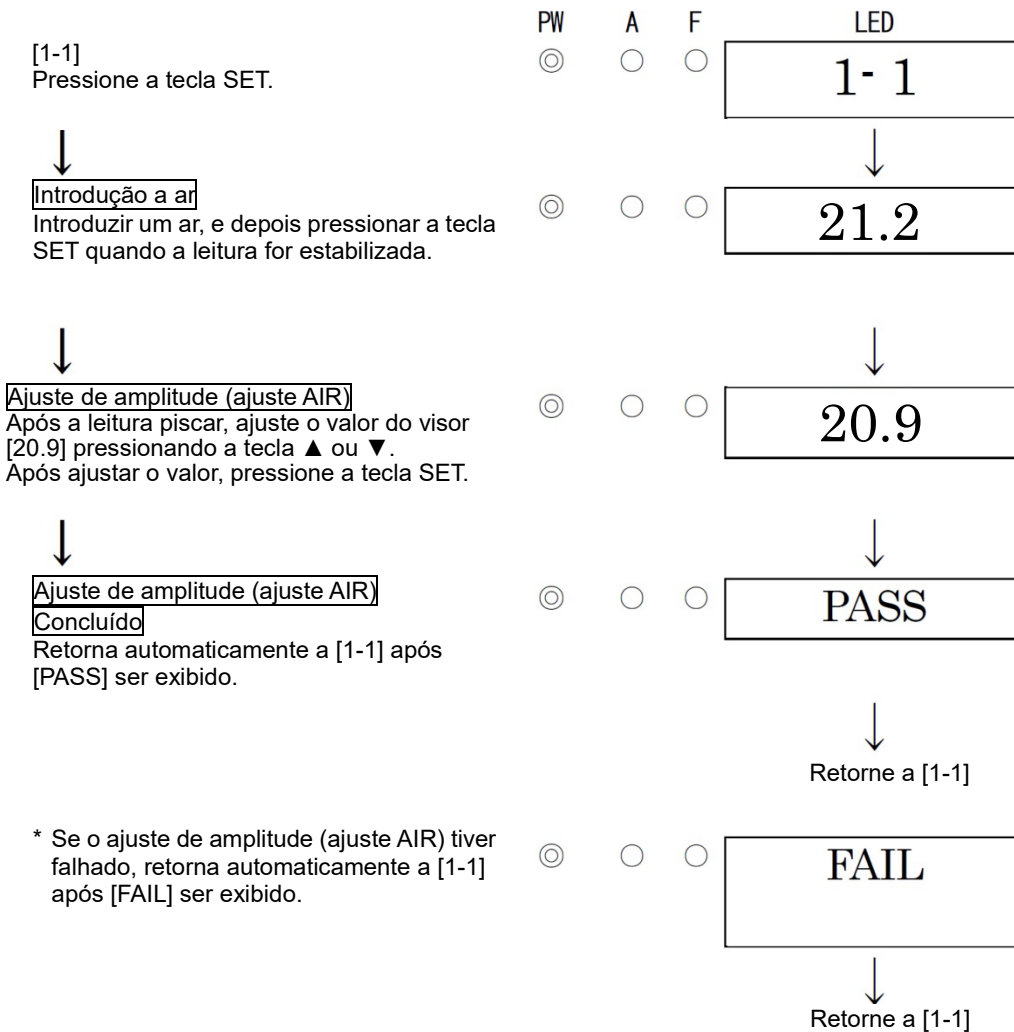 PW A F LED
[1-1]
Pressione a tecla SET.
1- 1
Introdução a ar
Introduzir um ar, e depois pressionar a tecla
SET quando a leitura for estabilizada.
21.2
Ajuste de amplitude (ajuste AIR)
Após a leitura piscar, ajuste o valor do visor
[20.9] pressionando a tecla ▲ ou ▼.
Após ajustar o valor, pressione a tecla SET.
20.9
Ajuste de amplitude (ajuste AIR)
Concluído
Retorna automaticamente a [1-1] após
[PASS] ser exibido.
PASS
Retorne a [1-1]
* Se o ajuste de amplitude (ajuste AIR) tiver
falhado, retorna automaticamente a [1-1]
após [FAIL] ser exibido.
FAIL
Retorne a [1-1]